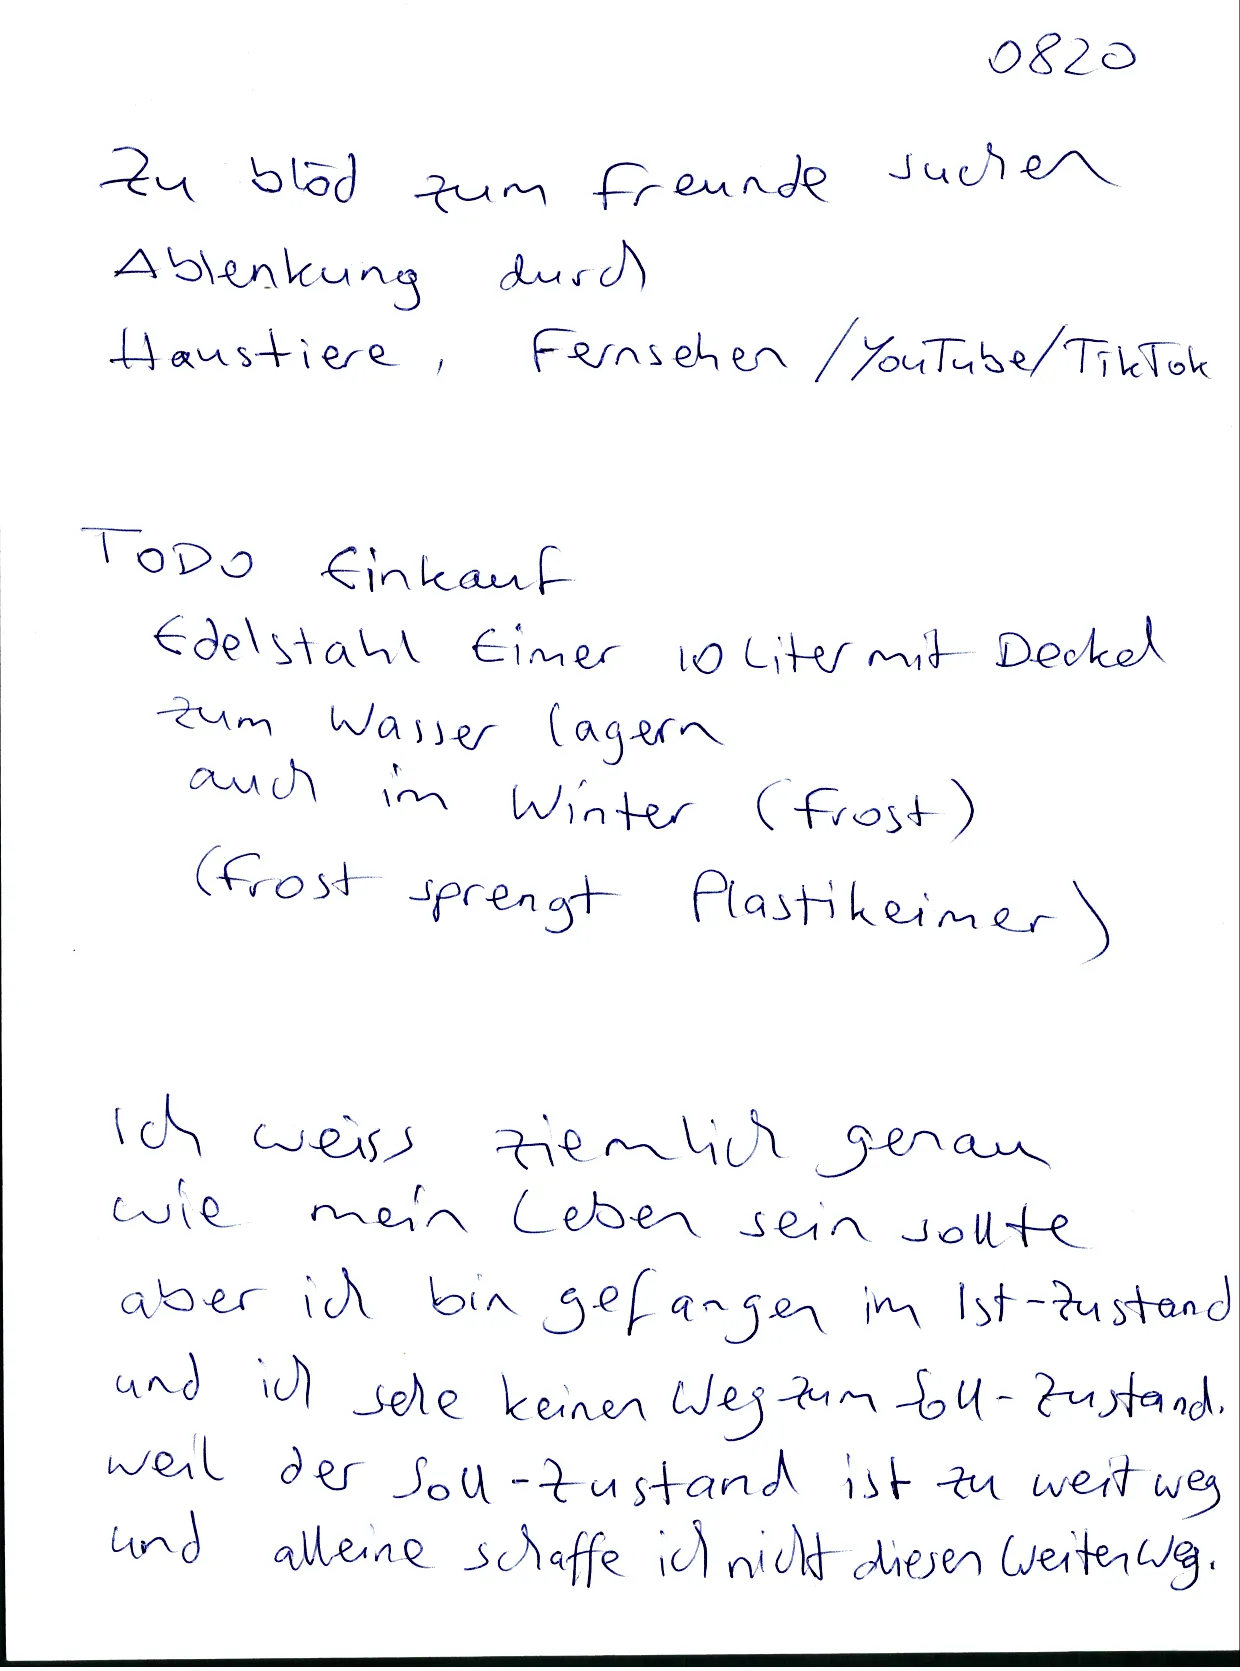 0820
Zu blöd zum Freunde suchen
Ablenkung durch
Haustiere, Fernsehen/YouTube/TikTok
TODO Einkauf
Edelstahl Eimer 10 Liter mit Deckel
zum Wasser lagern
auch im Winter (Frost)
(Frost sprengt Plastikeimer)
Ich weiss ziemlich genau
wie mein Leben sein sollte
aber ich bin gefangen im Ist-Zustand
und ich sehe keinen Weg zum Soll-Zustand.
weil der Soll-Zustand ist zu weit weg
und alleine schaffe ich nicht diesen Weiten Weg.